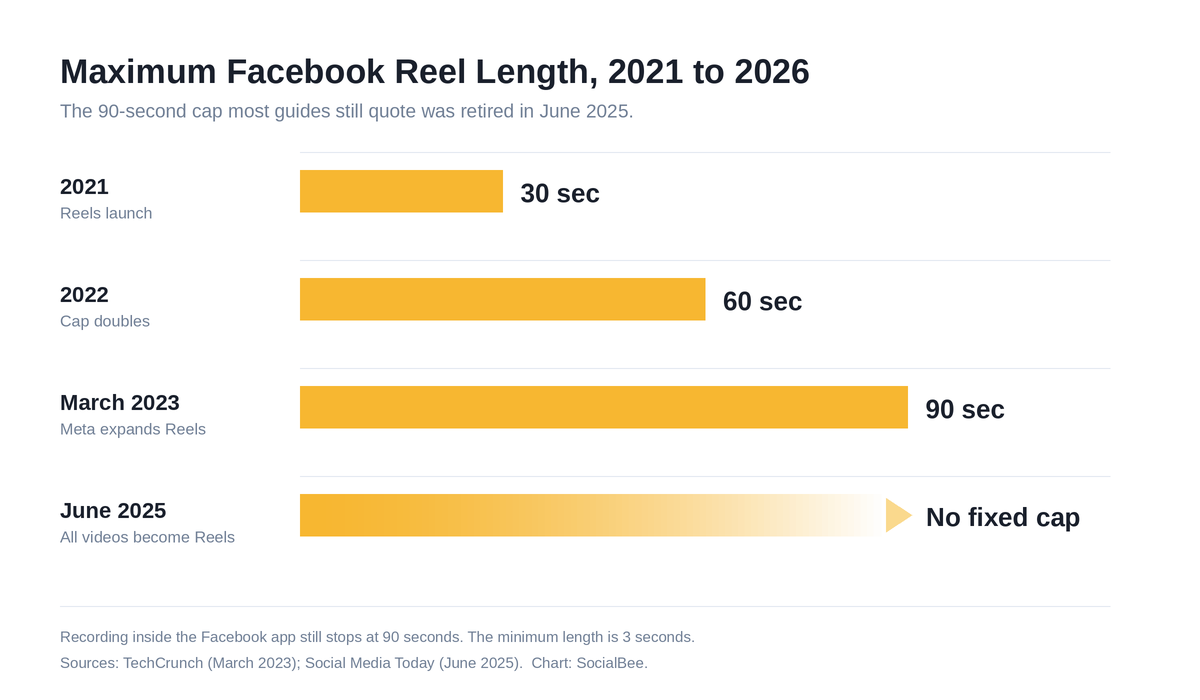 Maximum Facebook Reel Length, 2021 to 2026
The 90-second cap most guides still quote was retired in June 2025.
2021
Reels launch
30 sec
2022
Cap doubles
60 sec
March 2023
Meta expands Reels
90 sec
June 2025
All videos become Reels
No fixed cap
Recording inside the Facebook app still stops at 90 seconds. The minimum length is 3 seconds.
Sources: TechCrunch (March 2023); Social Media Today (June 2025).  Chart: SocialBee.